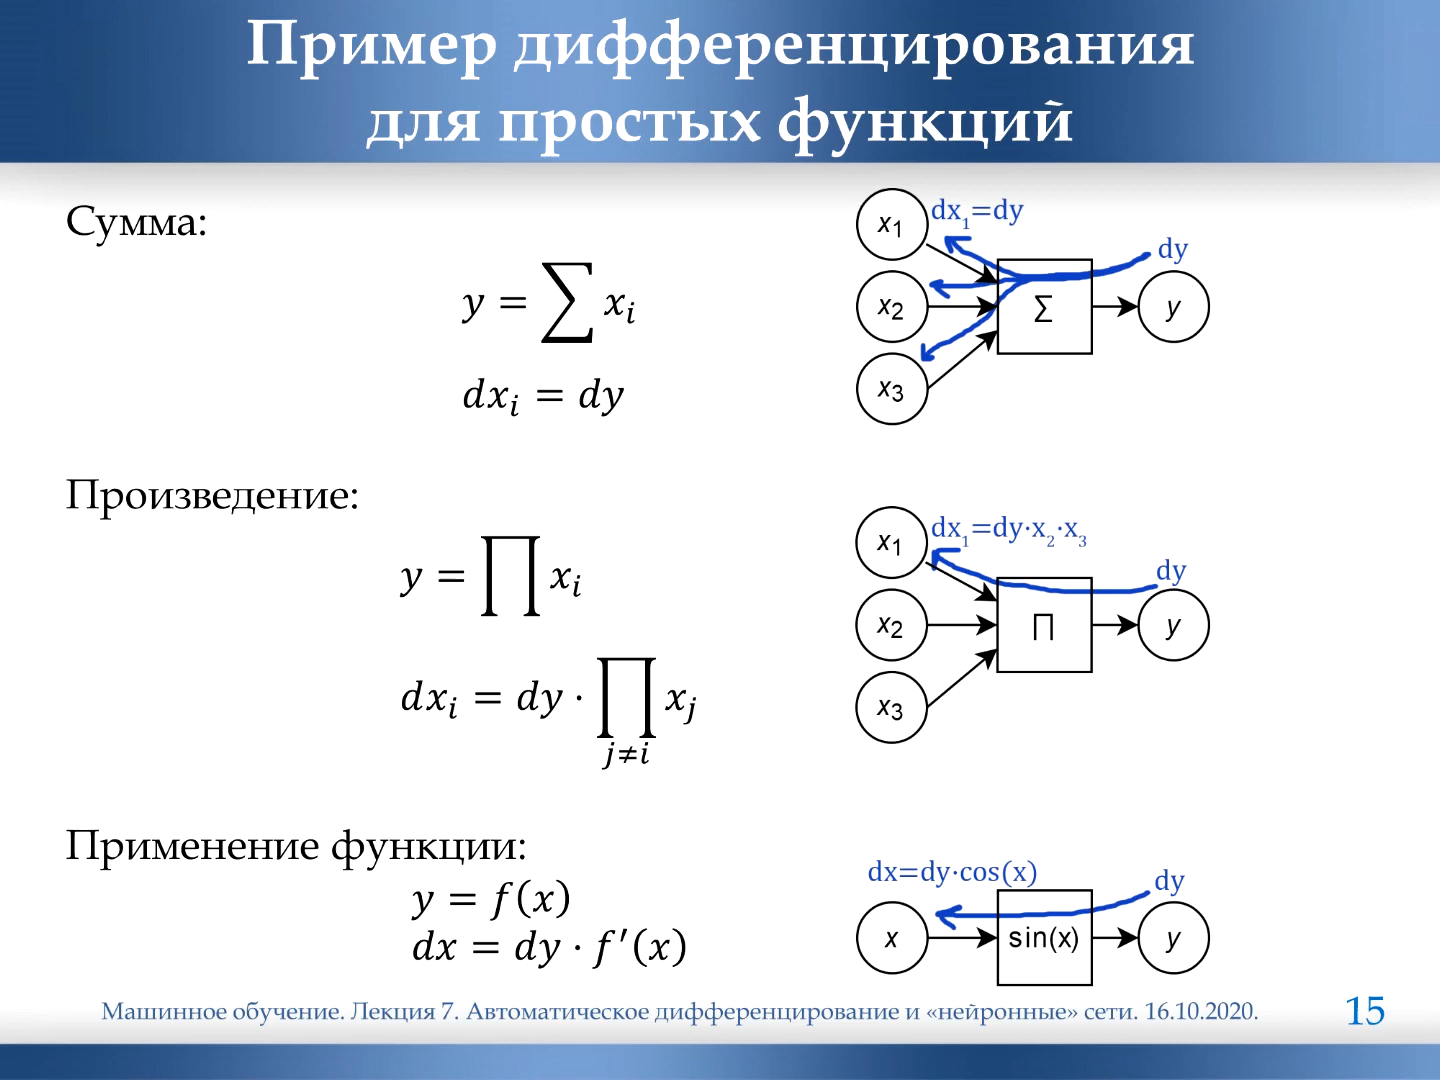 Пример дифференцирования
для простых функций
Сумма:
y = ∑ xᵢ
dxᵢ = dy
x₁
dx₁=dy
dy
x₂
∑
y
x₃
Произведение:
y = ∏ xᵢ
dxᵢ = dy · ∏ xⱼ
j≠i
x₁
dx₁=dy·x₂·x₃
dy
x₂
∏
y
x₃
Применение функции:
y = f(x)
dx = dy · f′(x)
dx=dy·cos(x)
dy
x
sin(x)
y
Машинное обучение. Лекция 7. Автоматическое дифференцирование и «нейронные» сети. 16.10.2020.
15